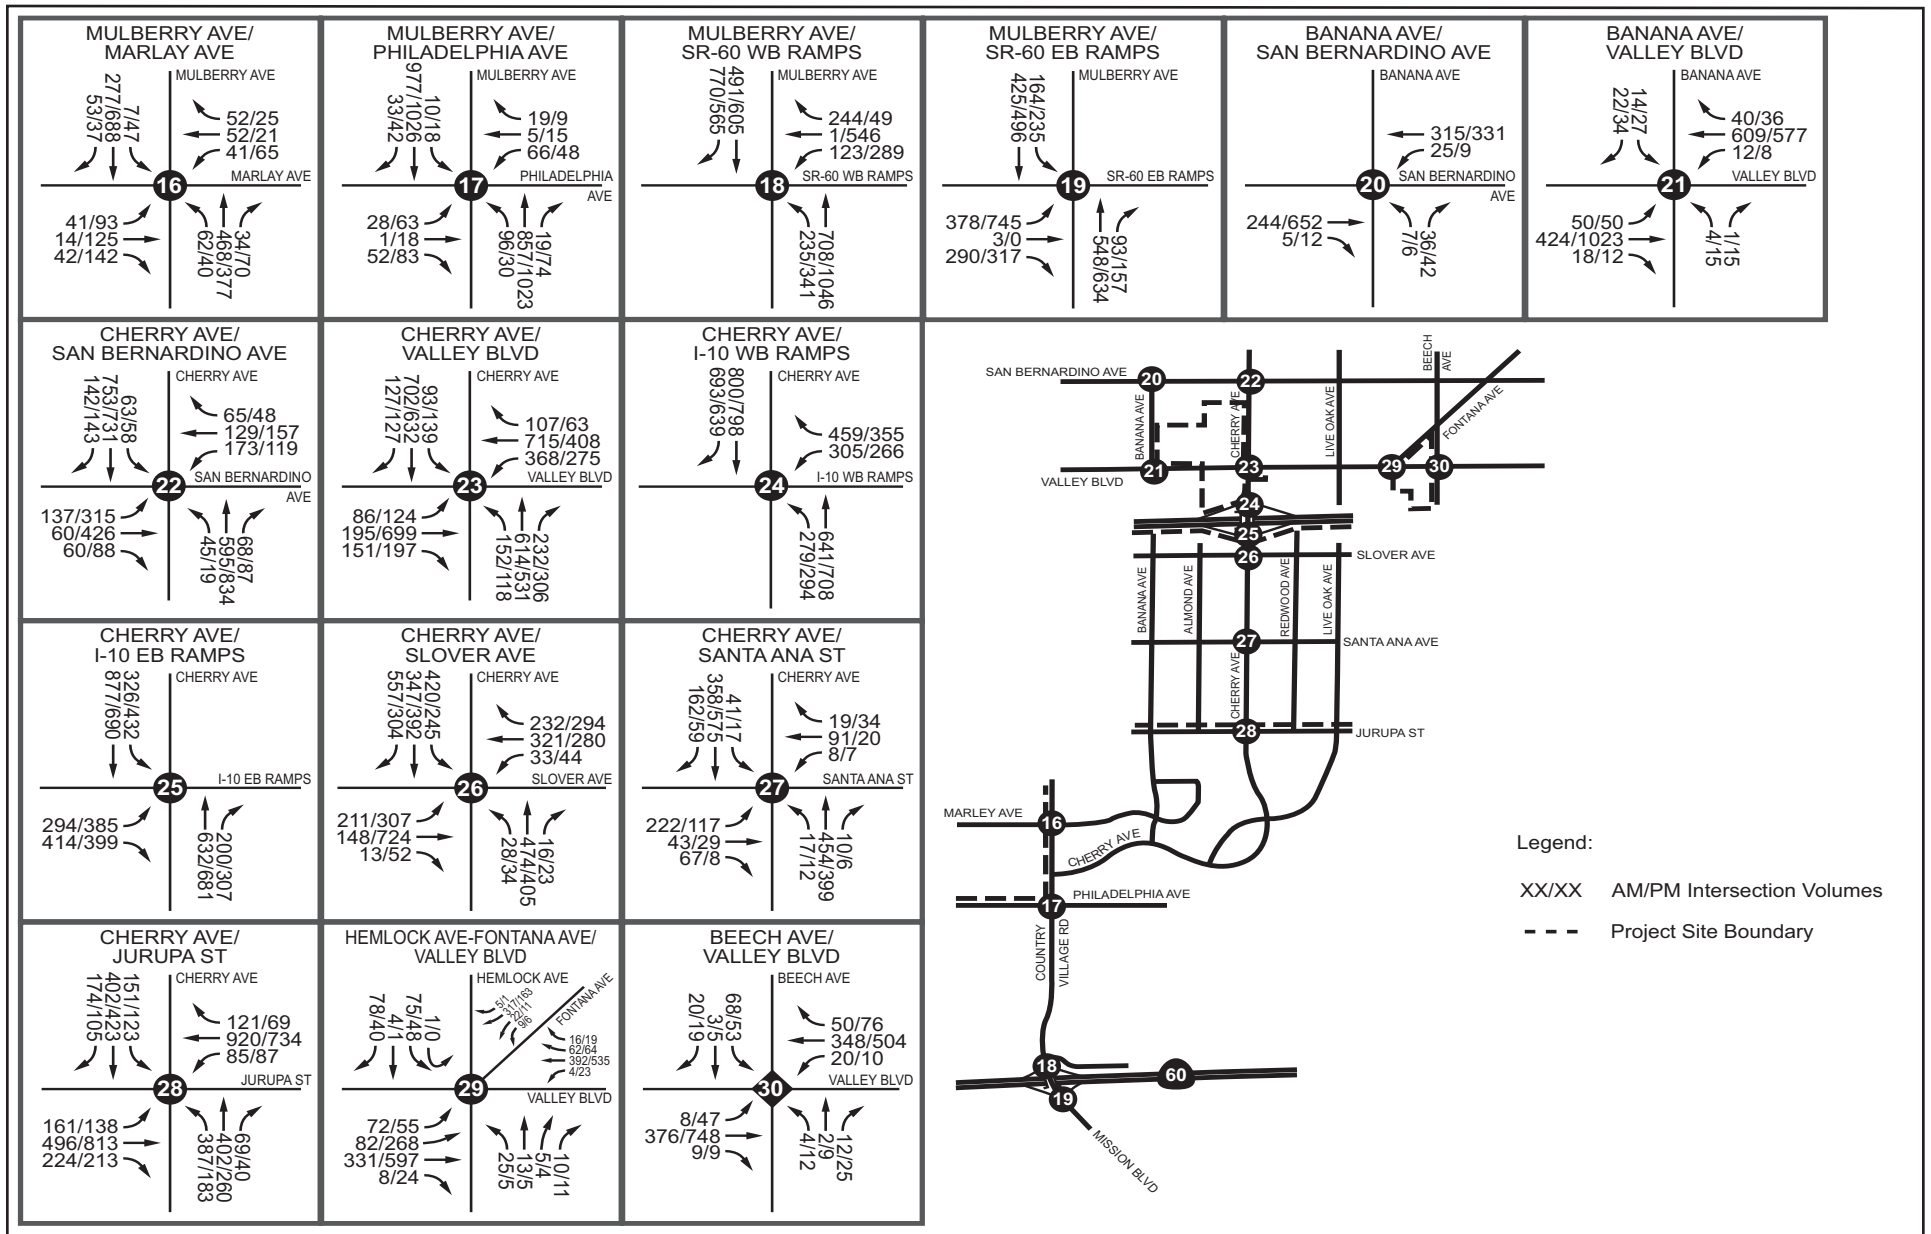 MULBERRY AVE/
MARLAY AVE
MULBERRY AVE
53/37
277/688
7/47
52/25
52/21
41/65
16
MARLAY AVE
41/93
14/125
42/142
62/40
468/377
34/70
MULBERRY AVE/
PHILADELPHIA AVE
MULBERRY AVE
33/42
977/1026
10/18
19/9
5/15
66/48
17
PHILADELPHIA
AVE
28/63
1/18
52/83
96/30
857/1023
19/74
MULBERRY AVE/
SR-60 WB RAMPS
MULBERRY AVE
770/565
491/605
244/49
1/546
123/289
18
SR-60 WB RAMPS
235/341
708/1046
MULBERRY AVE/
SR-60 EB RAMPS
MULBERRY AVE
425/496
164/235
19
SR-60 EB RAMPS
378/745
3/0
290/317
548/634
93/157
BANANA AVE/
SAN BERNARDINO AVE
BANANA AVE
315/331
25/9
20
SAN BERNARDINO
AVE
244/652
5/12
7/6
36/42
BANANA AVE/
VALLEY BLVD
BANANA AVE
22/34
14/27
40/36
609/577
12/8
21
VALLEY BLVD
50/50
424/1023
18/12
4/15
1/15
CHERRY AVE/
SAN BERNARDINO AVE
CHERRY AVE
142/143
753/731
63/58
65/48
129/157
173/119
22
SAN BERNARDINO
AVE
137/315
60/426
60/88
45/19
595/834
68/87
CHERRY AVE/
VALLEY BLVD
CHERRY AVE
127/127
702/632
93/139
107/63
715/408
368/275
23
VALLEY BLVD
86/124
195/699
151/197
152/118
614/531
232/306
CHERRY AVE/
I-10 WB RAMPS
CHERRY AVE
693/639
800/798
459/355
305/266
24
I-10 WB RAMPS
279/294
641/708
CHERRY AVE/
I-10 EB RAMPS
CHERRY AVE
877/690
326/432
25
I-10 EB RAMPS
294/385
414/399
632/681
200/307
CHERRY AVE/
SLOVER AVE
CHERRY AVE
557/304
347/392
420/245
232/294
321/280
33/44
26
SLOVER AVE
211/307
148/724
13/52
28/34
474/405
16/23
CHERRY AVE/
SANTA ANA ST
CHERRY AVE
162/59
358/575
41/17
19/34
91/20
8/7
27
SANTA ANA ST
222/117
43/29
67/8
17/12
454/399
10/6
CHERRY AVE/
JURUPA ST
CHERRY AVE
174/105
402/423
151/123
121/69
920/734
85/87
28
JURUPA ST
161/138
496/813
224/213
387/183
402/260
69/40
HEMLOCK AVE-FONTANA AVE/
VALLEY BLVD
HEMLOCK AVE
FONTANA AVE
78/40
4/1
75/48
1/0
5/1
317/163
22/11
9/6
16/19
62/64
392/535
4/23
29
VALLEY BLVD
72/55
82/268
331/597
8/24
25/5
13/5
5/4
10/11
BEECH AVE/
VALLEY BLVD
BEECH AVE
20/19
3/5
68/53
50/76
348/504
20/10
30
VALLEY BLVD
8/47
376/748
9/9
4/12
2/9
12/25
SAN BERNARDINO AVE
20
22
BANANA AVE
CHERRY AVE
LIVE OAK AVE
BEECH
AVE
FONTANA AVE
VALLEY BLVD
21
23
29
30
24
25
26
SLOVER AVE
BANANA AVE
ALMOND AVE
REDWOOD AVE
LIVE OAK AVE
27
SANTA ANA AVE
CHERRY AVE
28
JURUPA ST
MARLEY AVE
16
CHERRY AVE
17
PHILADELPHIA AVE
COUNTRY
VILLAGE RD
18
60
19
MISSION BLVD
Legend:
XX/XX AM/PM Intersection Volumes
Project Site Boundary